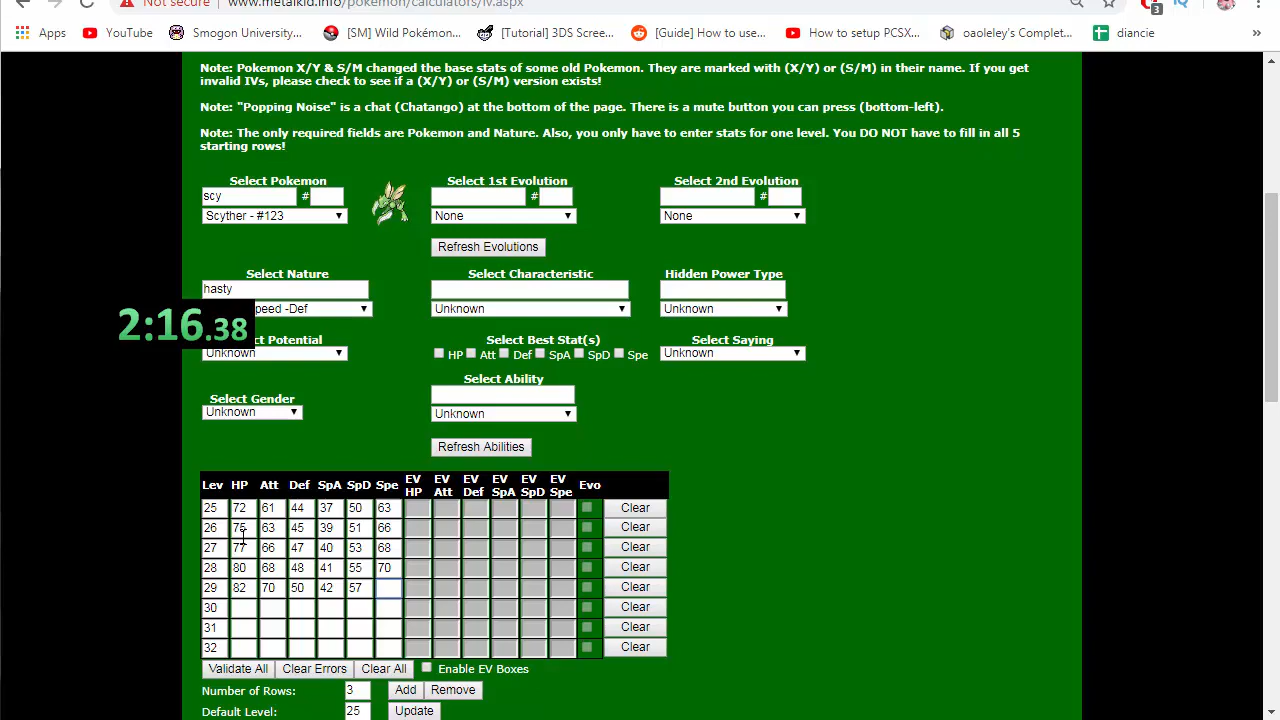 Not secure | www.metalkid.info/pokemon/calculators/iv.aspx
3
Apps YouTube Smogon University... [SM] Wild Pokémon... [Tutorial] 3DS Scree... [Guide] How to use... How to setup PCSX... oaoleley's Complet... diancie »
Note: Pokemon X/Y & S/M changed the base stats of some old Pokemon. They are marked with (X/Y) or (S/M) in their name. If you get
invalid IVs, please check to see if a (X/Y) or (S/M) version exists!
Note: "Popping Noise" is a chat (Chatango) at the bottom of the page. There is a mute button you can press (bottom-left).
Note: The only required fields are Pokemon and Nature. Also, you only have to enter stats for one level. You DO NOT have to fill in all 5
starting rows!
Select Pokemon Select 1st Evolution Select 2nd Evolution
scy # # #
Scyther - #123 None None
Refresh Evolutions
Select Nature Select Characteristic Hidden Power Type
hasty
peed -Def Unknown Unknown
2:16.38
t Potential Select Best Stat(s) Select Saying
Unknown HP Att Def SpA SpD Spe Unknown
Select Ability
Select Gender
Unknown Unknown
Refresh Abilities
Lev HP Att Def SpA SpD Spe EV HP EV Att EV Def EV SpA EV SpD EV Spe Evo
25 72 61 44 37 50 63 Clear
26 75 63 45 39 51 66 Clear
27 77 66 47 40 53 68 Clear
28 80 68 48 41 55 70 Clear
29 82 70 50 42 57 Clear
30 Clear
31 Clear
32 Clear
Validate All Clear Errors Clear All Enable EV Boxes
Number of Rows: 3 Add Remove
Default Level: 25 Update